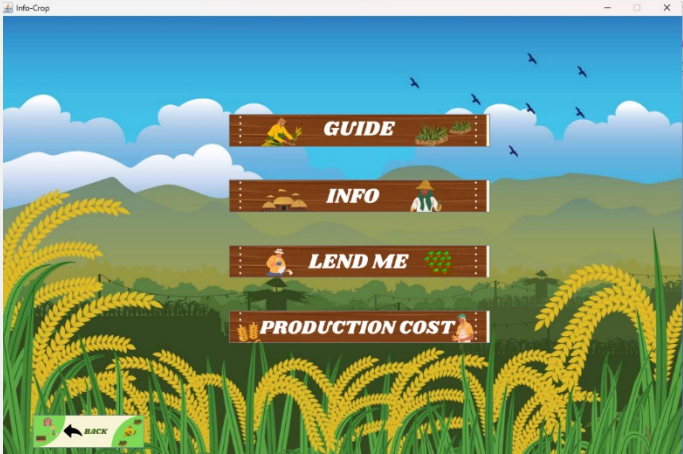 Info-Crop
GUIDE
INFO
LEND ME
PRODUCTION COST
BACK